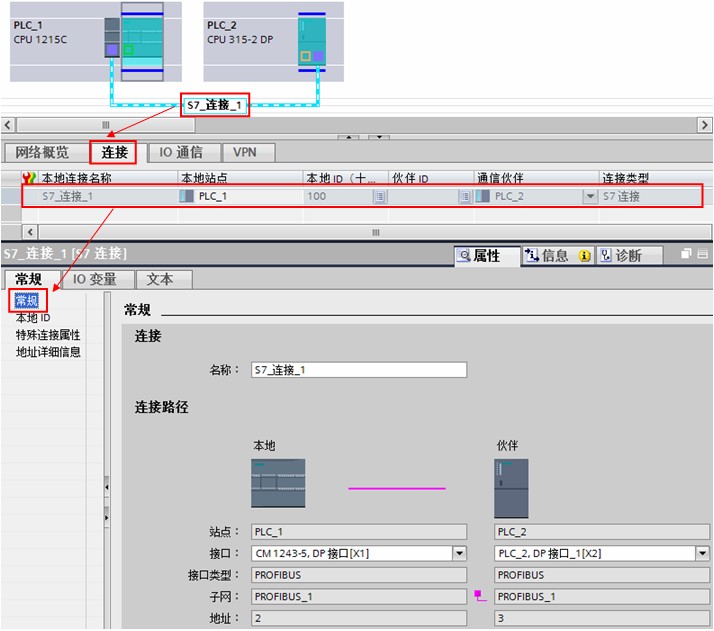 PLC_1
CPU 1215C
PLC_2
CPU 315-2 DP
S7_连接_1
网络概览 连接 IO 通信 VPN
本地连接名称 本地站点 本地 ID（十... 伙伴 ID 通信伙伴 连接类型
S7_连接_1 PLC_1 100 PLC_2 S7 连接
S7_连接_1 [S7 连接] 属性 信息 诊断
常规 IO 变量 文本
常规
本地 ID
特殊连接属性
地址详细信息
常规
连接
名称： S7_连接_1
连接路径
本地 伙伴
站点： PLC_1 PLC_2
接口： CM 1243-5, DP 接口[X1] PLC_2, DP 接口_1[X2]
接口类型： PROFIBUS PROFIBUS
子网： PROFIBUS_1 PROFIBUS_1
地址： 2 3